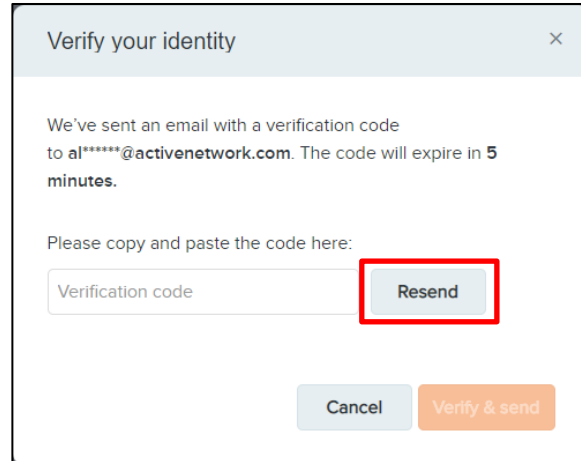 Verify your identity ×
We've sent an email with a verification code
to al******@activenetwork.com. The code will expire in 5
minutes.
Please copy and paste the code here:
Verification code Resend
Cancel Verify & send